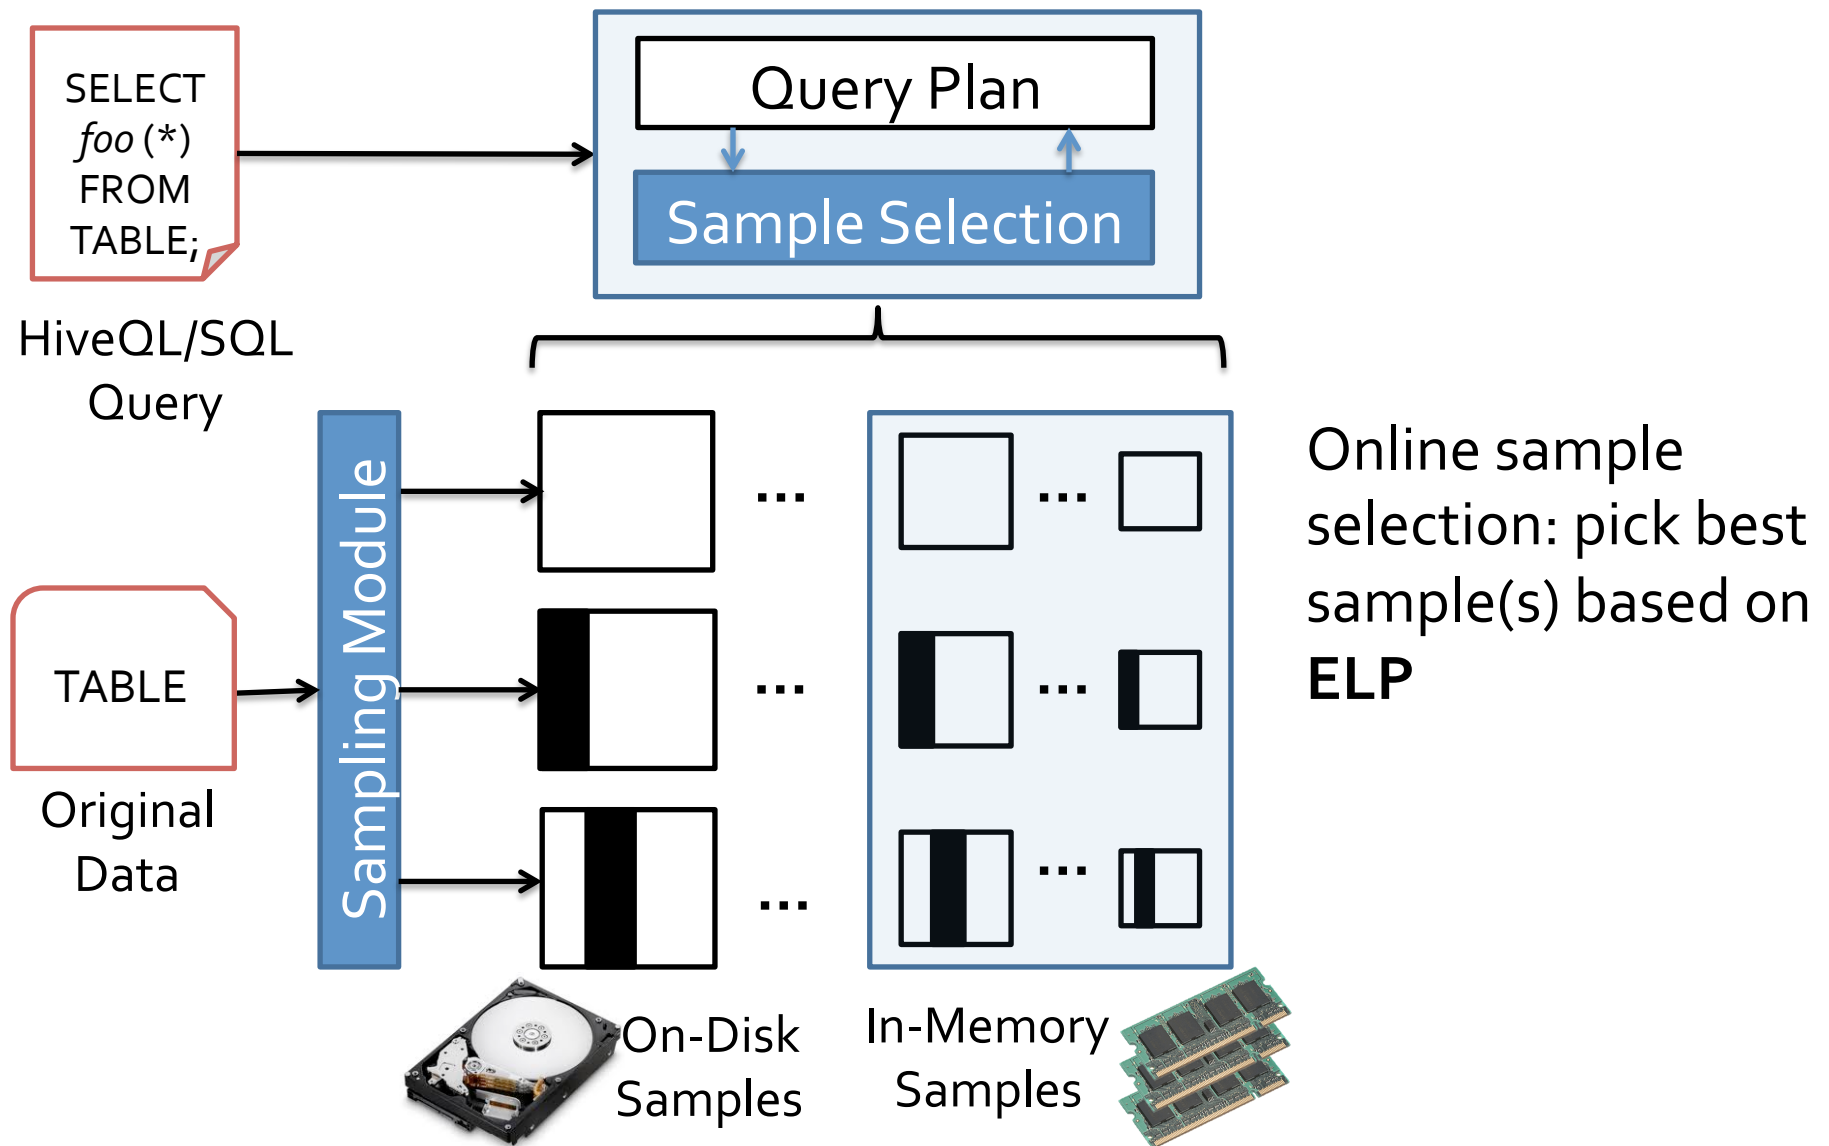 SELECT
foo (*)
FROM
TABLE;
HiveQL/SQL
Query
Query Plan
Sample Selection
Sampling Module
TABLE
Original
Data
...
...
...
...
...
...
On-Disk
Samples
In-Memory
Samples
Online sample
selection: pick best
sample(s) based on
ELP